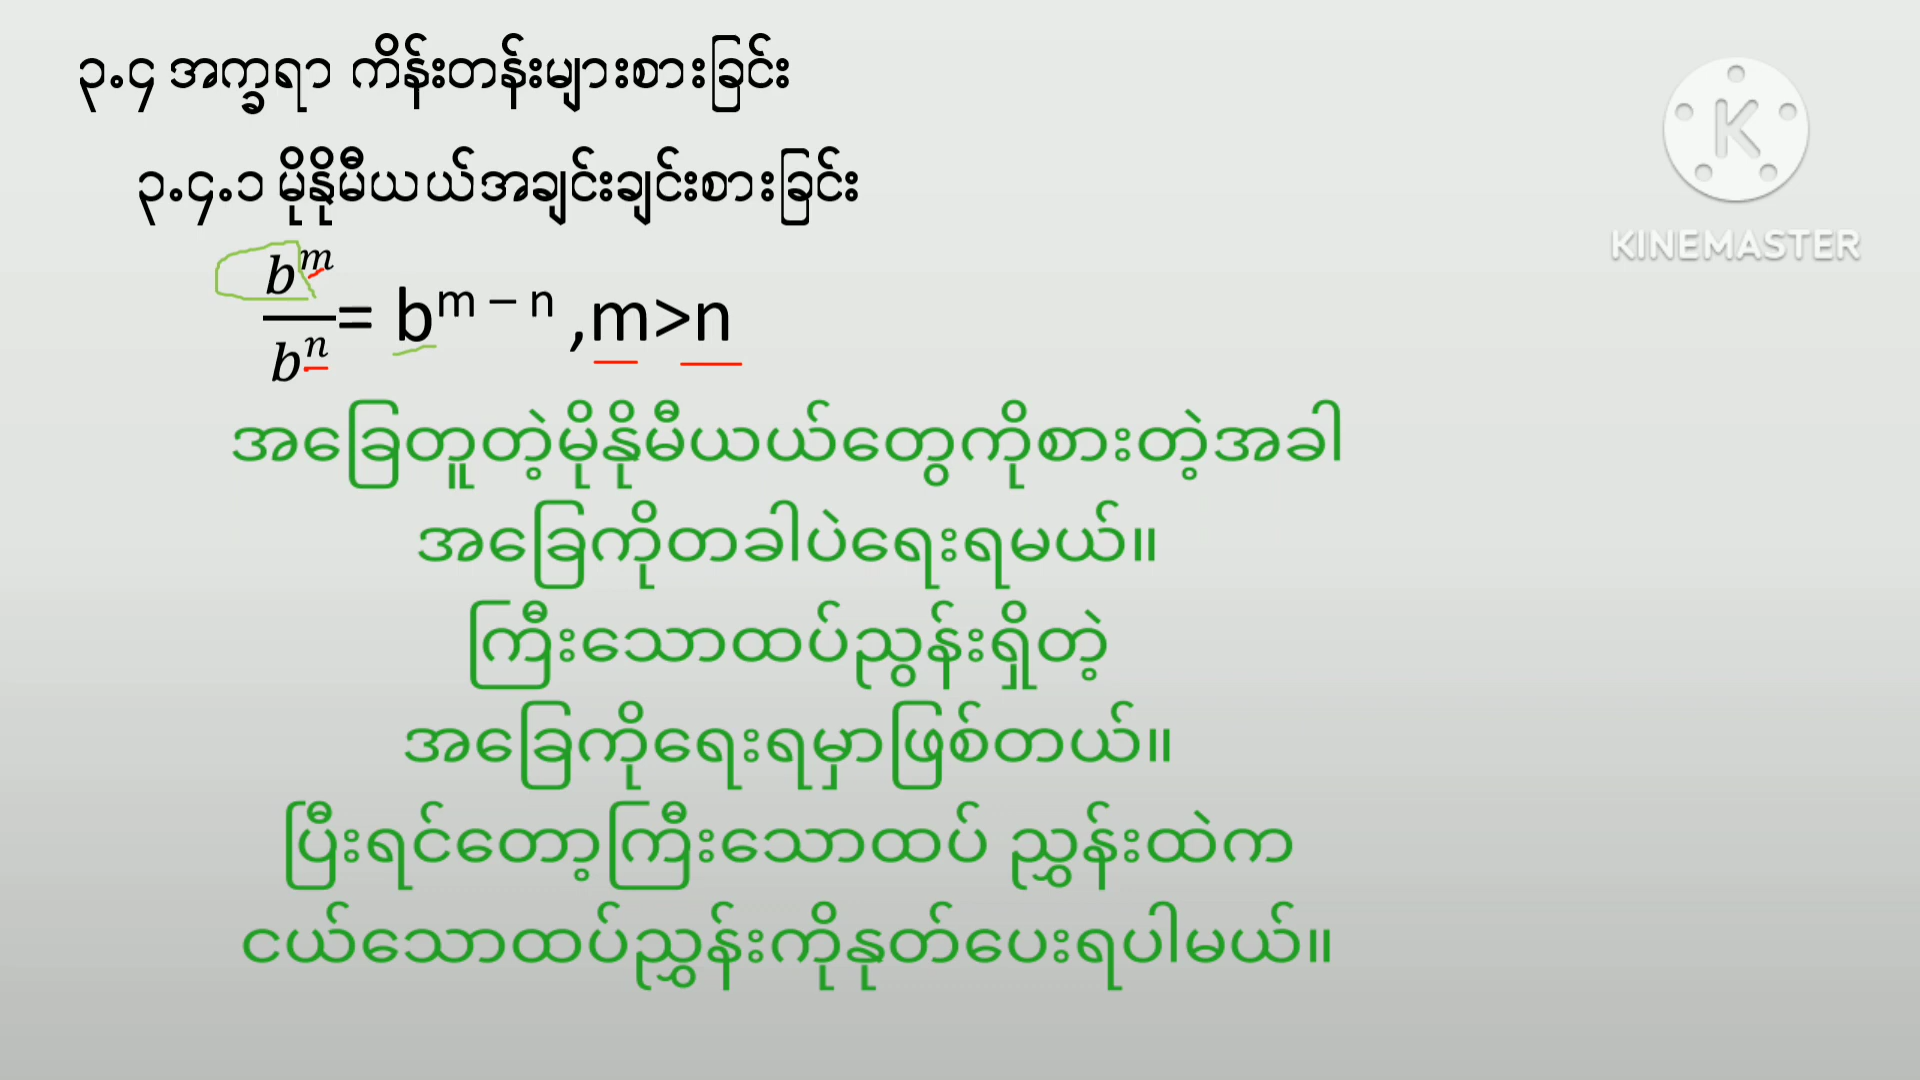 ၃.၄ အက္ခရာ ကိန်းတန်းများစားခြင်း
၃.၄.၁ မိုနိုမီယယ်အချင်းချင်းစားခြင်း
b^m / b^n = b^(m – n) ,m>n
အခြေတူတဲ့မိုနိုမီယယ်တွေကိုစားတဲ့အခါ
အခြေကိုတခါပဲရေးရမယ်။
ကြီးသောထပ်ညွန်းရှိတဲ့
အခြေကိုရေးရမှာဖြစ်တယ်။
ပြီးရင်တော့ကြီးသောထပ် ညွှန်းထဲက
ငယ်သောထပ်ညွှန်းကိုနုတ်ပေးရပါမယ်။
K
KINEMASTER